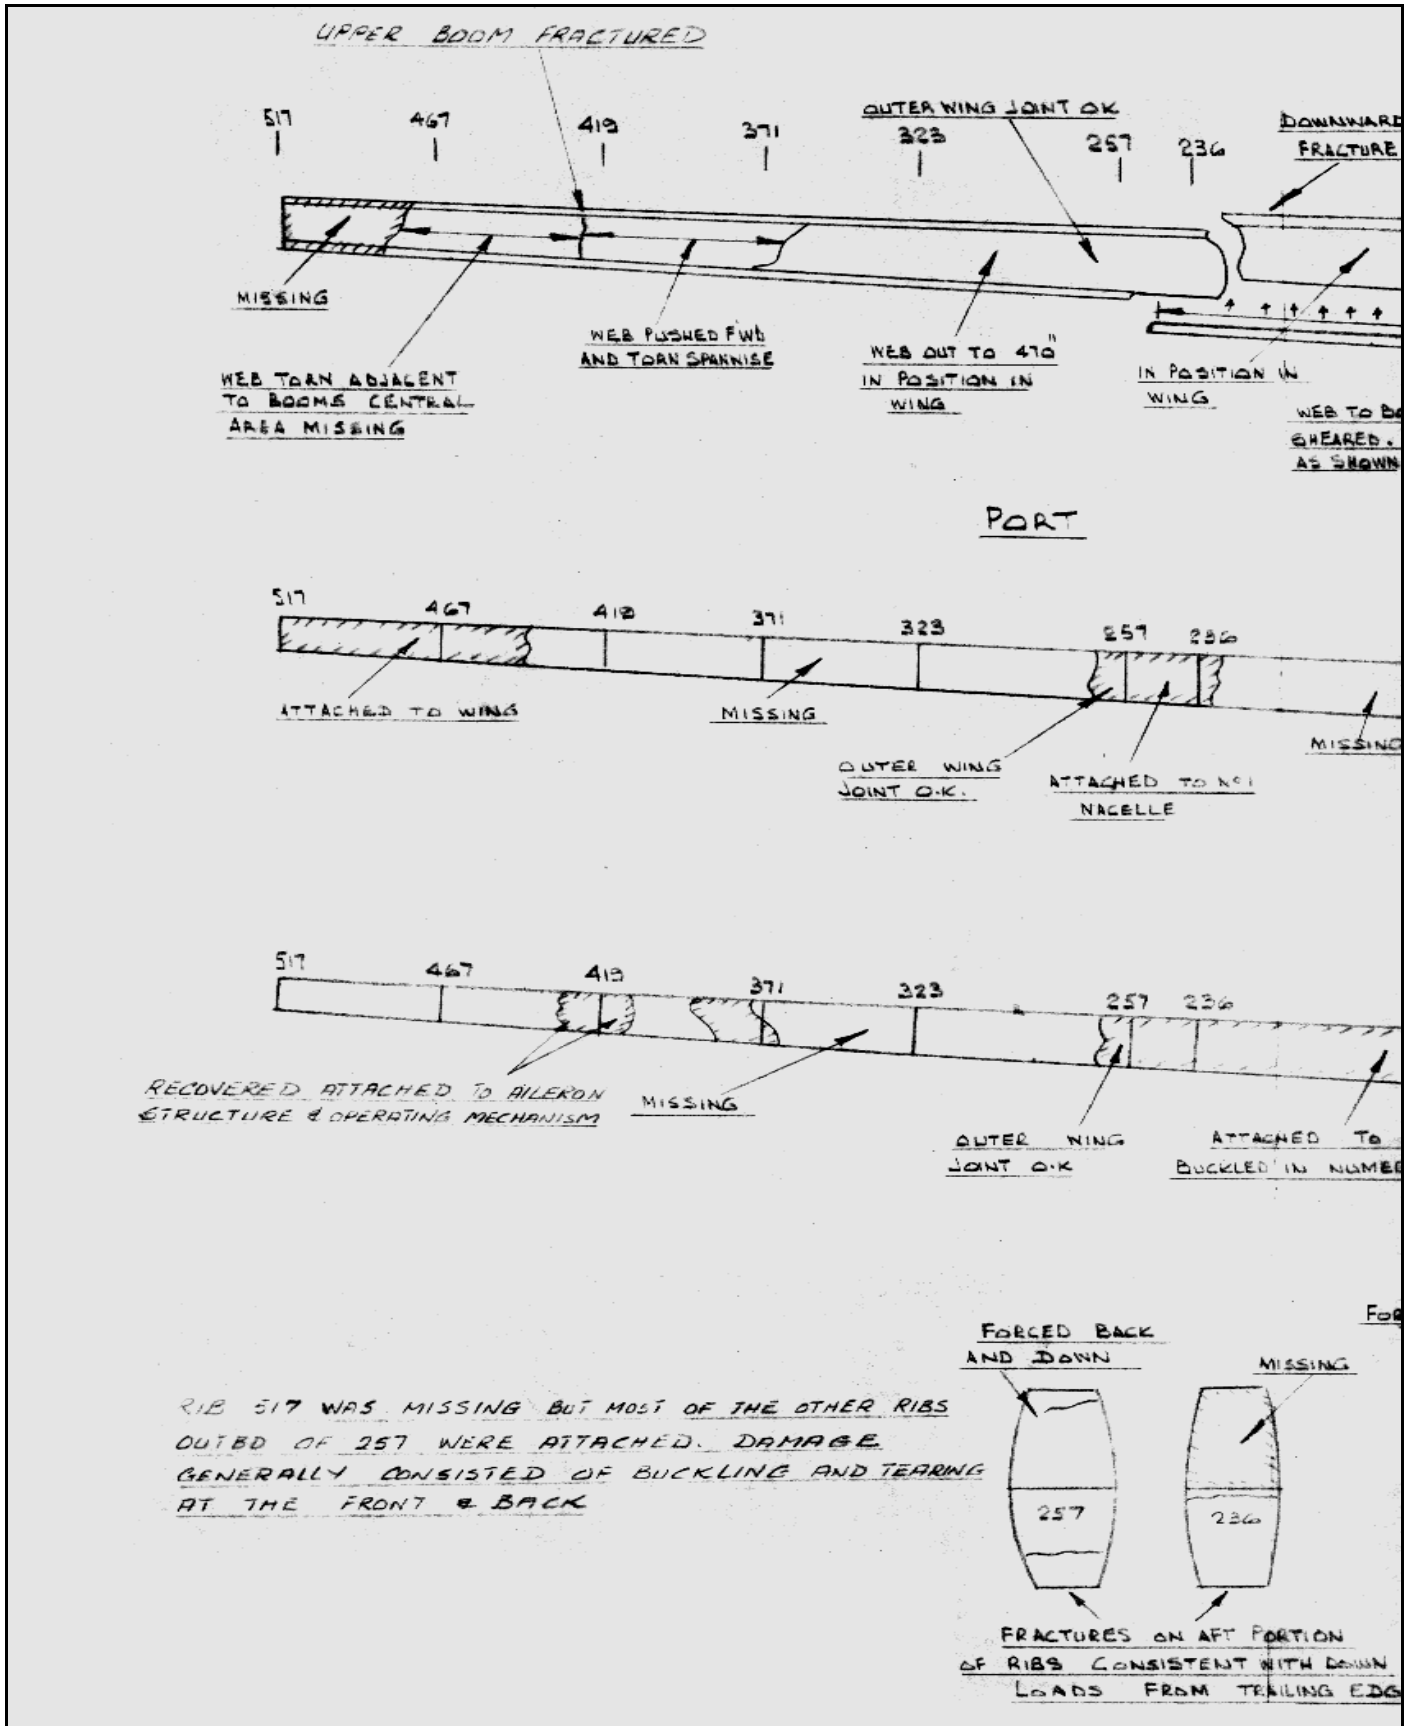 UPPER BOOM FRACTURED
517 467 419 371 323 257 236
OUTER WING JOINT OK
DOWNWARD
FRACTURE
MISSING
WEB TORN ADJACENT
TO BOOMS CENTRAL
AREA MISSING
WEB PUSHED FWD
AND TORN SPANWISE
WEB OUT TO 470"
IN POSITION IN
WING
IN POSITION IN
WING
WEB TO
SHEARED.
AS SHOWN
PORT
517 467 419 371 323 257 236
ATTACHED TO WING
MISSING
OUTER WING
JOINT O.K.
ATTACHED TO No 1
NACELLE
MISSING
517 467 419 371 323 257 236
RECOVERED ATTACHED TO AILERON
STRUCTURE & OPERATING MECHANISM
MISSING
OUTER WING
JOINT O.K
ATTACHED TO
BUCKLED IN
FORCED BACK
AND DOWN
MISSING
RIB 517 WAS MISSING BUT MOST OF THE OTHER RIBS
OUTBD OF 257 WERE ATTACHED. DAMAGE
GENERALLY CONSISTED OF BUCKLING AND TEARING
AT THE FRONT & BACK
257 236
FRACTURES ON AFT PORTION
OF RIBS CONSISTENT WITH DOWN
LOADS FROM TRAILING EDG